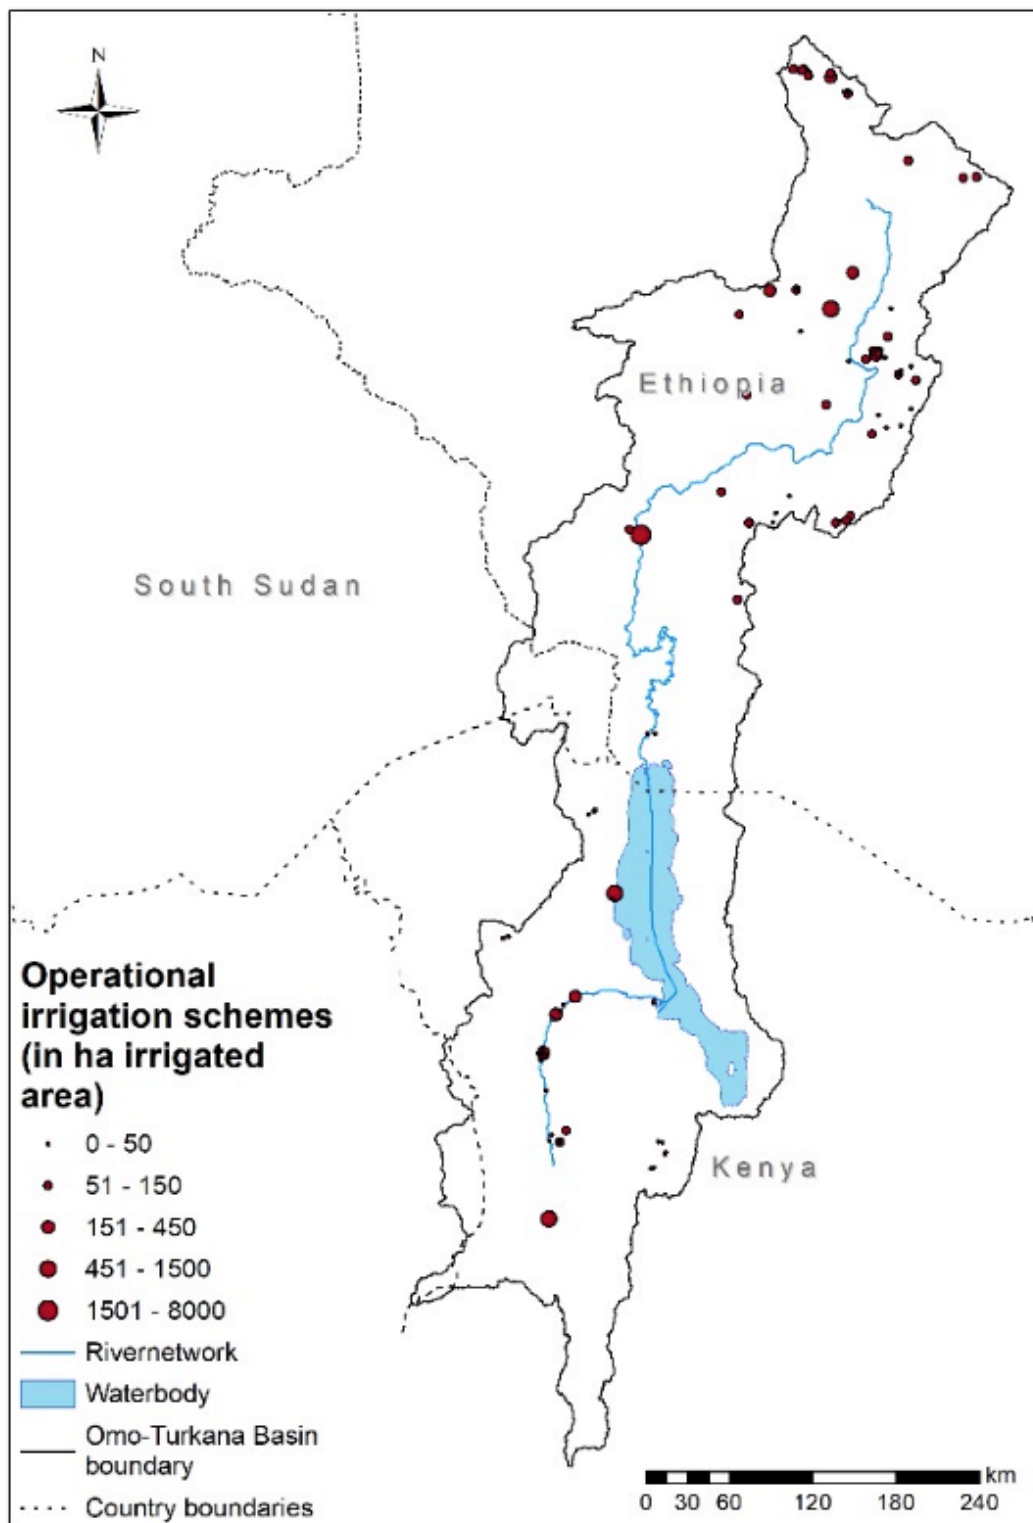 N
Ethiopia
South Sudan
Kenya
Operational
irrigation schemes
(in ha irrigated
area)
0 - 50
51 - 150
151 - 450
451 - 1500
1501 - 8000
Rivernetwork
Waterbody
Omo-Turkana Basin
boundary
Country boundaries
km
0 30 60 120 180 240